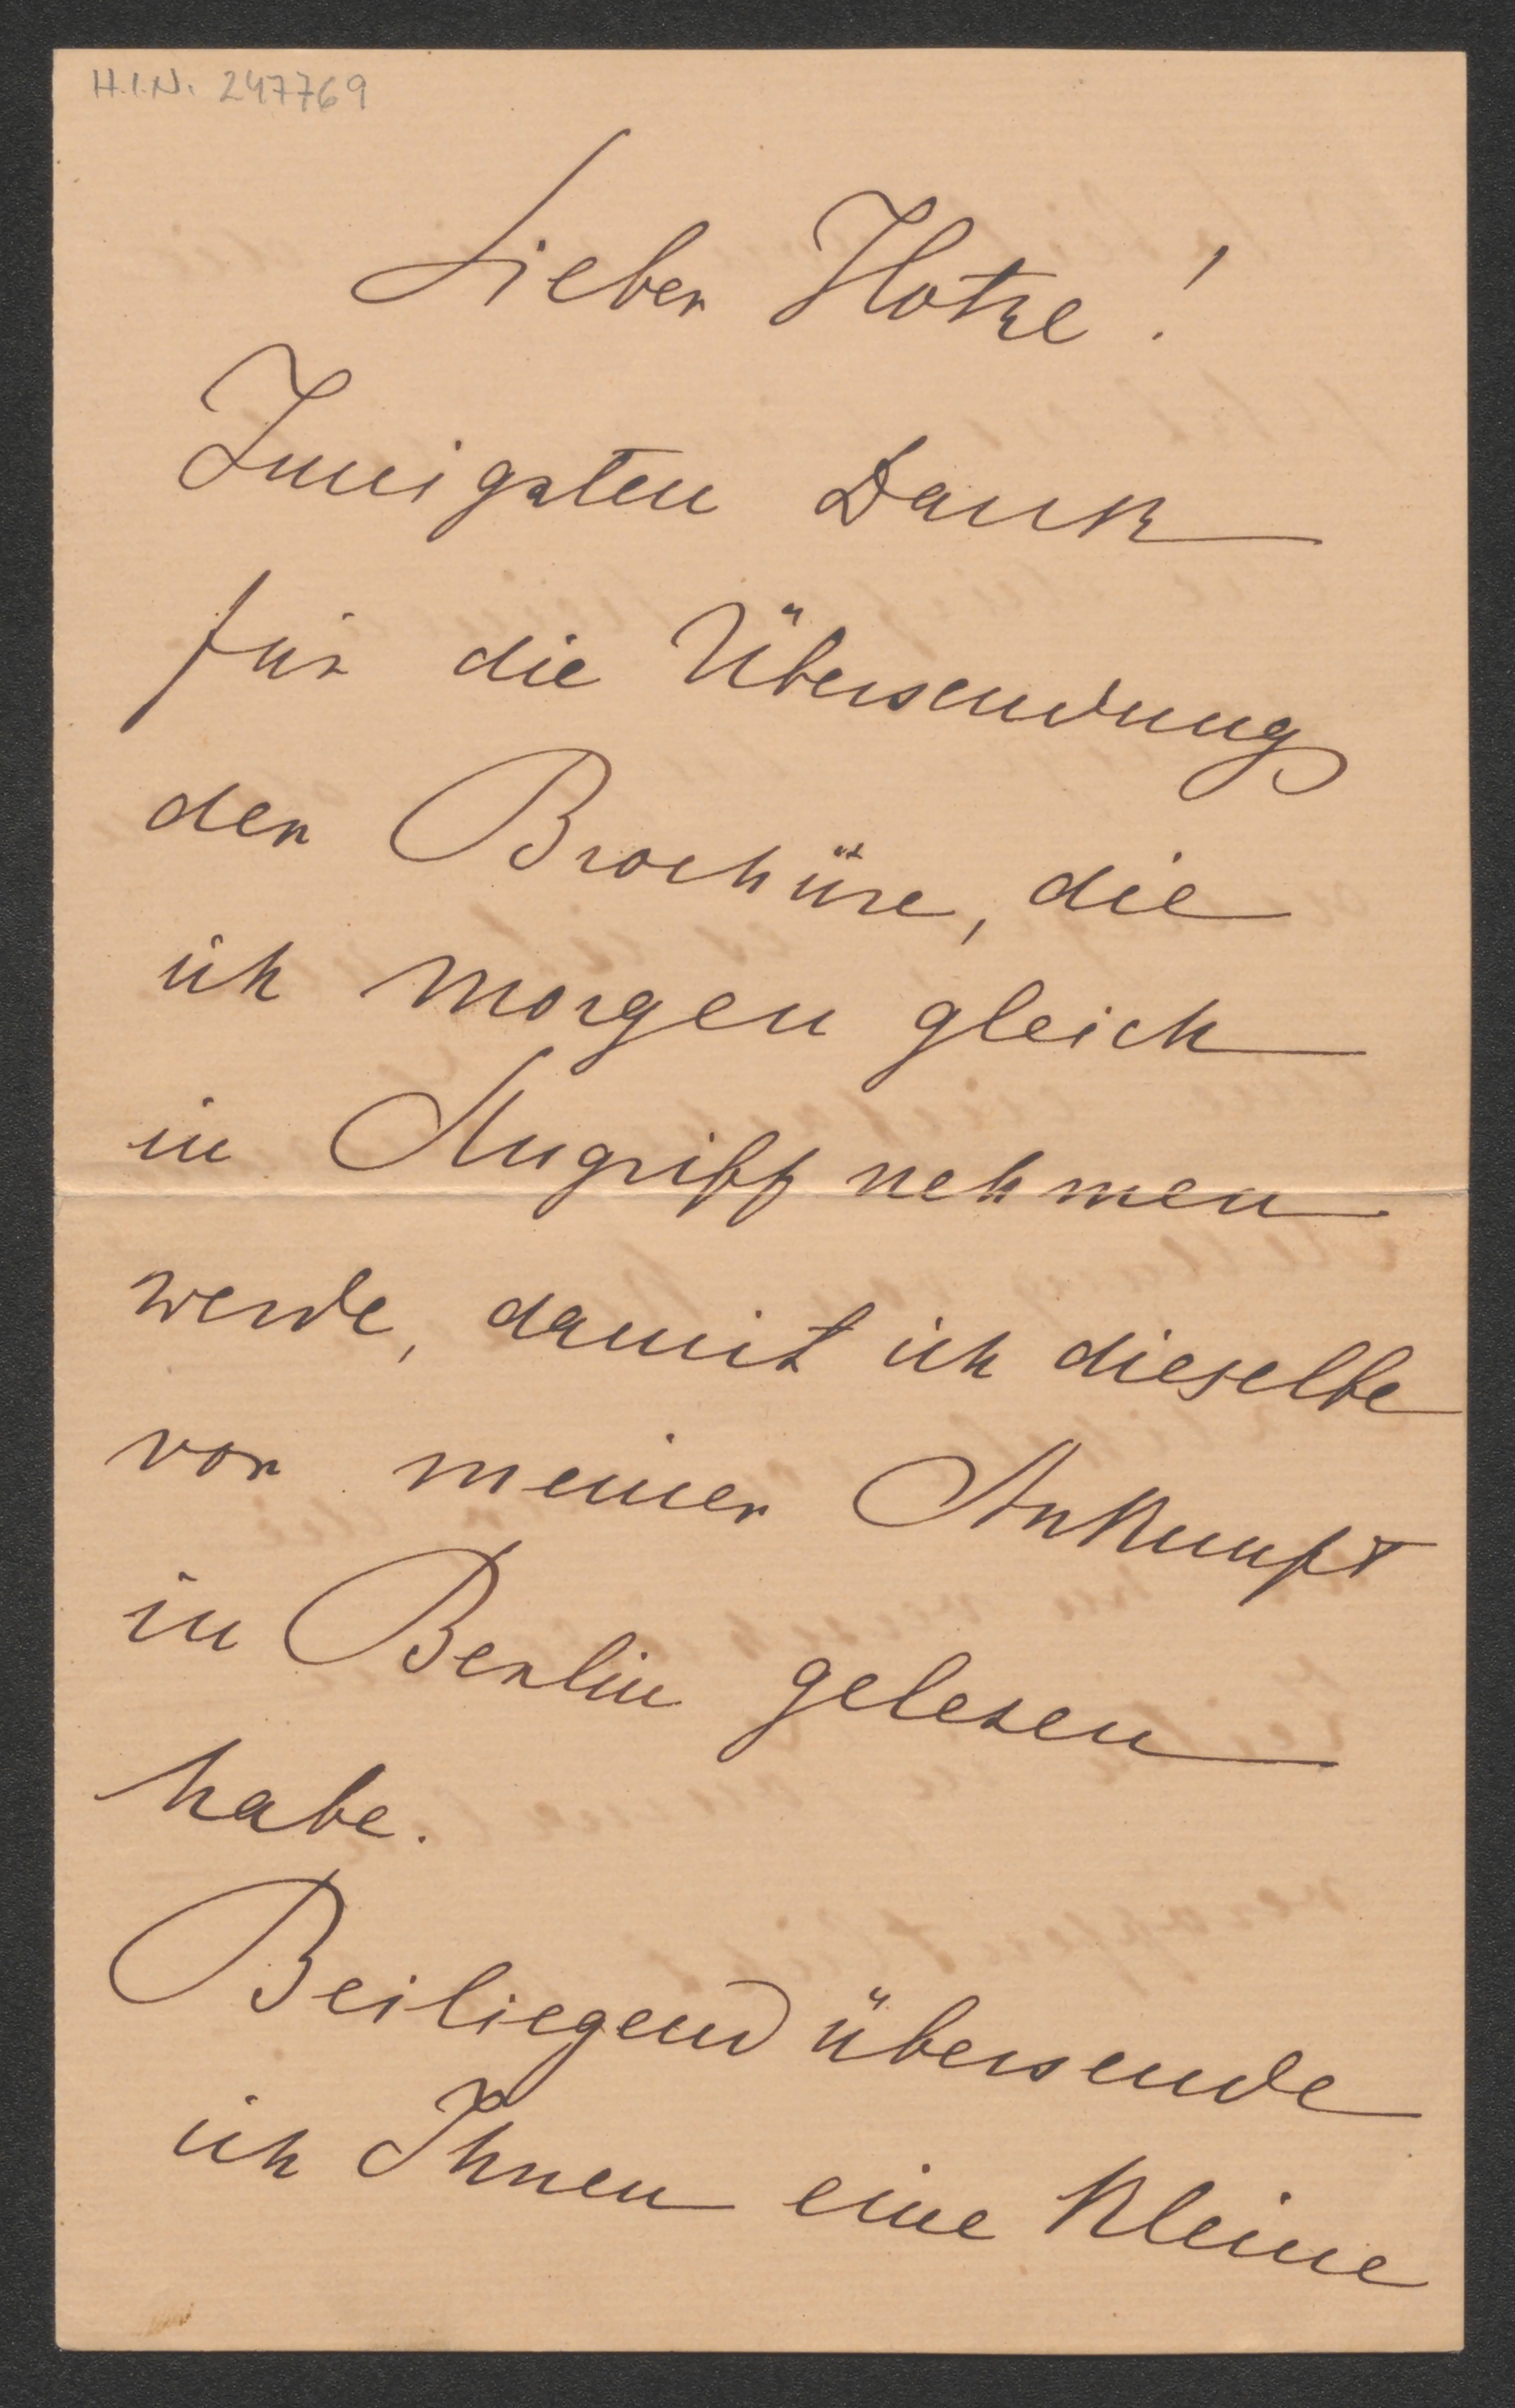 H.I.N. 247769
Lieber Hotze!
Innigsten Dank
für die Übersendung
der Brochüre, die
ich morgen gleich
in Angriff nehmen
werde, damit ich dieselbe
vor meiner Ankunft
in Berlin gelesen
habe.
Beiliegend übersende
ich Ihnen eine kleine